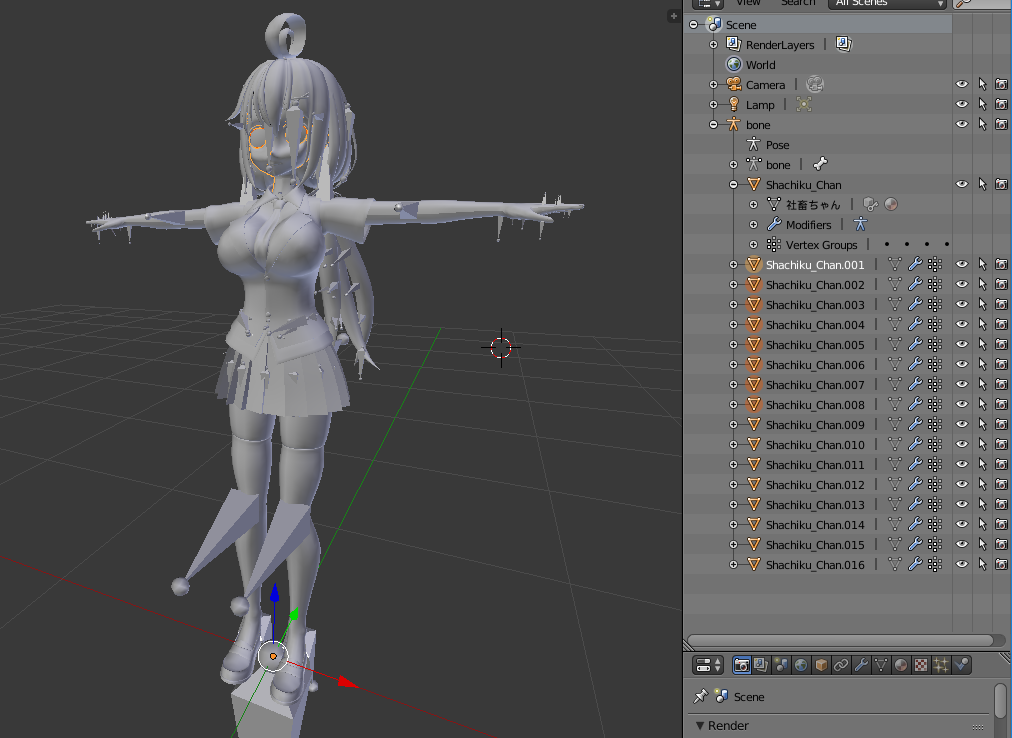 View Search All Scenes
Scene
RenderLayers
World
Camera
Lamp
bone
Pose
bone
Shachiku_Chan
社畜ちゃん
Modifiers
Vertex Groups
Shachiku_Chan.001
Shachiku_Chan.002
Shachiku_Chan.003
Shachiku_Chan.004
Shachiku_Chan.005
Shachiku_Chan.006
Shachiku_Chan.007
Shachiku_Chan.008
Shachiku_Chan.009
Shachiku_Chan.010
Shachiku_Chan.011
Shachiku_Chan.012
Shachiku_Chan.013
Shachiku_Chan.014
Shachiku_Chan.015
Shachiku_Chan.016
Scene
Render